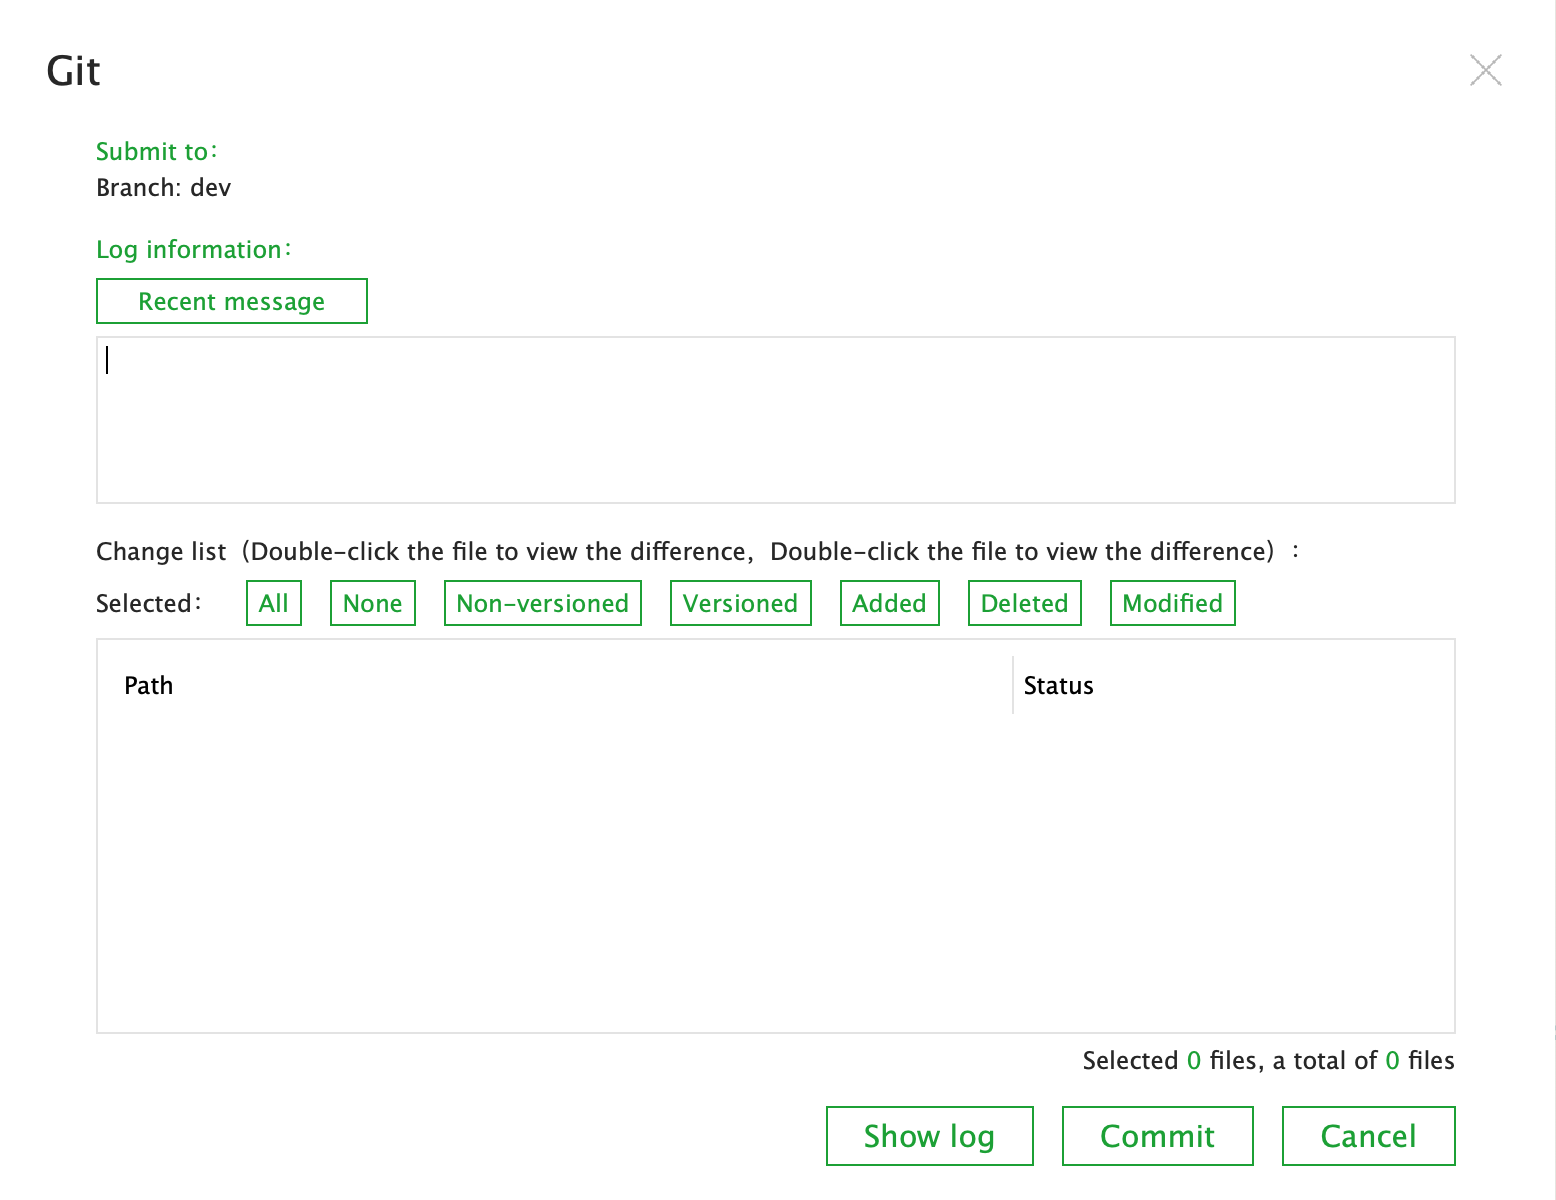 Git
Submit to:
Branch: dev
Log information:
Recent message
Change list（Double-click the file to view the difference, Double-click the file to view the difference）:
Selected: All None Non-versioned Versioned Added Deleted Modified
Path Status
Selected 0 files, a total of 0 files
Show log Commit Cancel